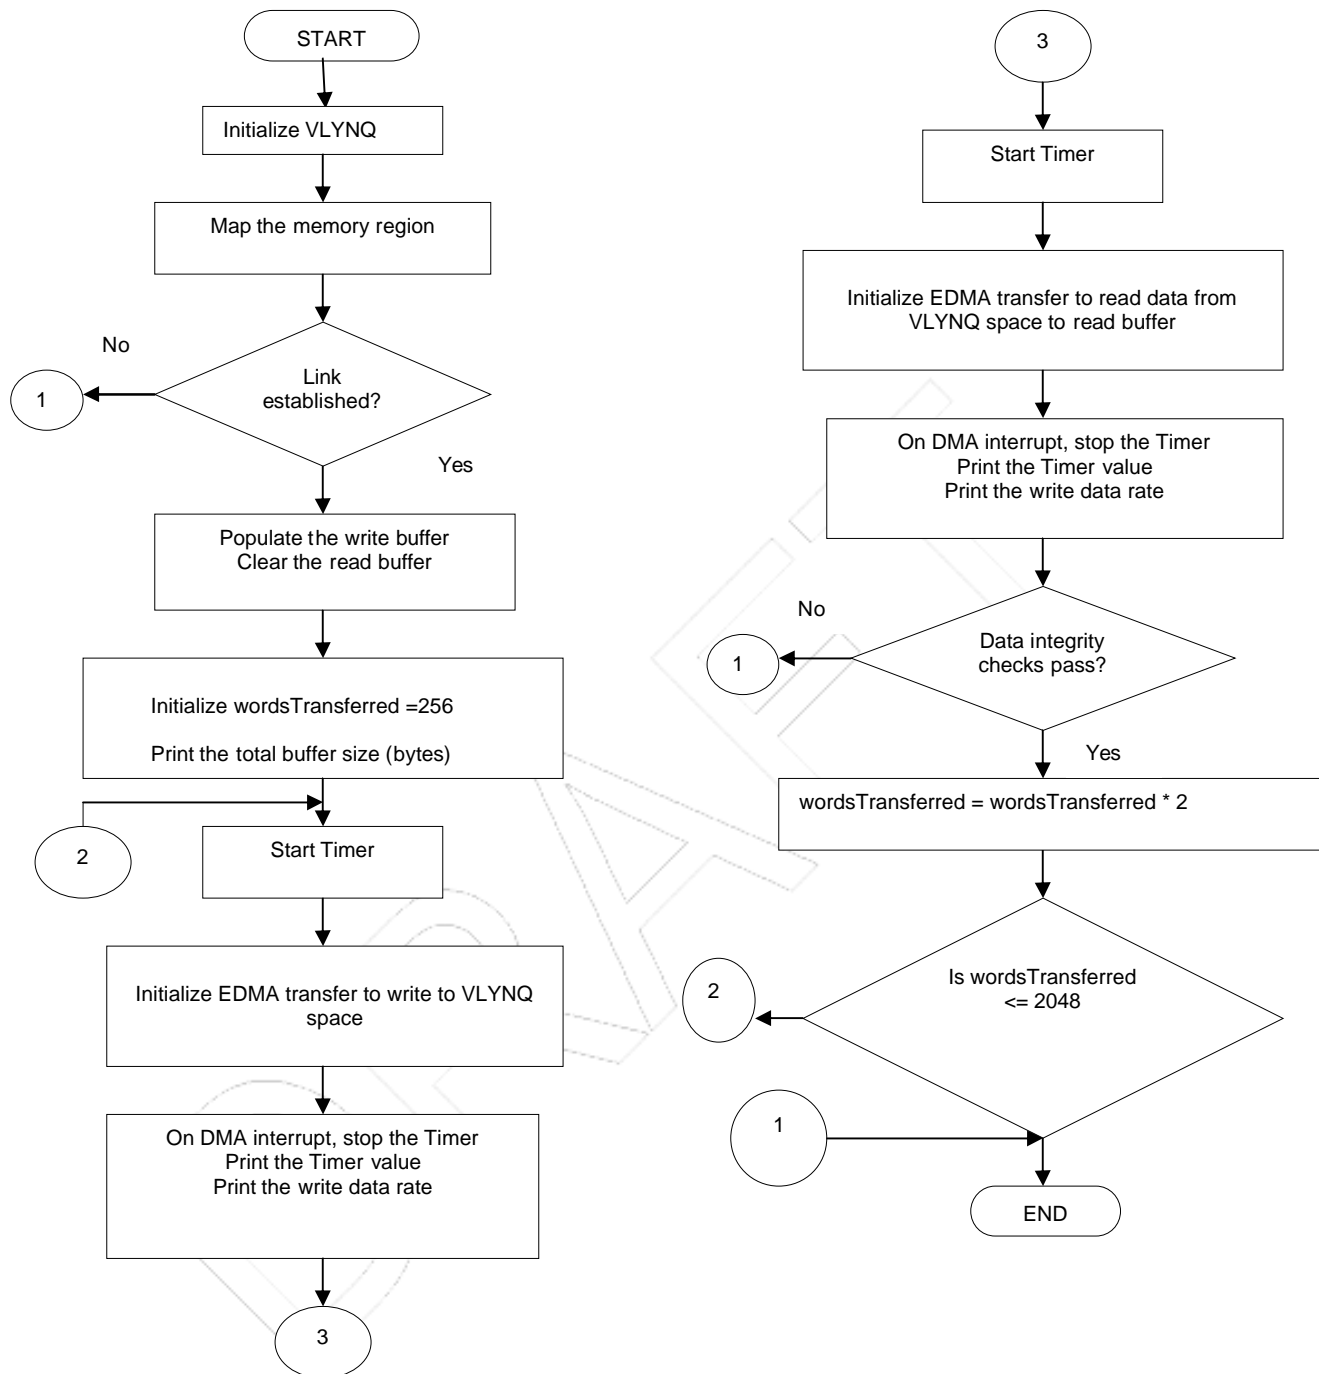 START
Initialize VLYNQ
Map the memory region
No
Link
established?
1
Yes
Populate the write buffer
Clear the read buffer
Initialize wordsTransferred =256
Print the total buffer size (bytes)
2
Start Timer
Initialize EDMA transfer to write to VLYNQ
space
On DMA interrupt, stop the Timer
Print the Timer value
Print the write data rate
3
3
Start Timer
Initialize EDMA transfer to read data from
VLYNQ space to read buffer
On DMA interrupt, stop the Timer
Print the Timer value
Print the write data rate
No
Data integrity
checks pass?
1
Yes
wordsTransferred = wordsTransferred * 2
Is wordsTransferred
<= 2048
2
1
END
DRAFT